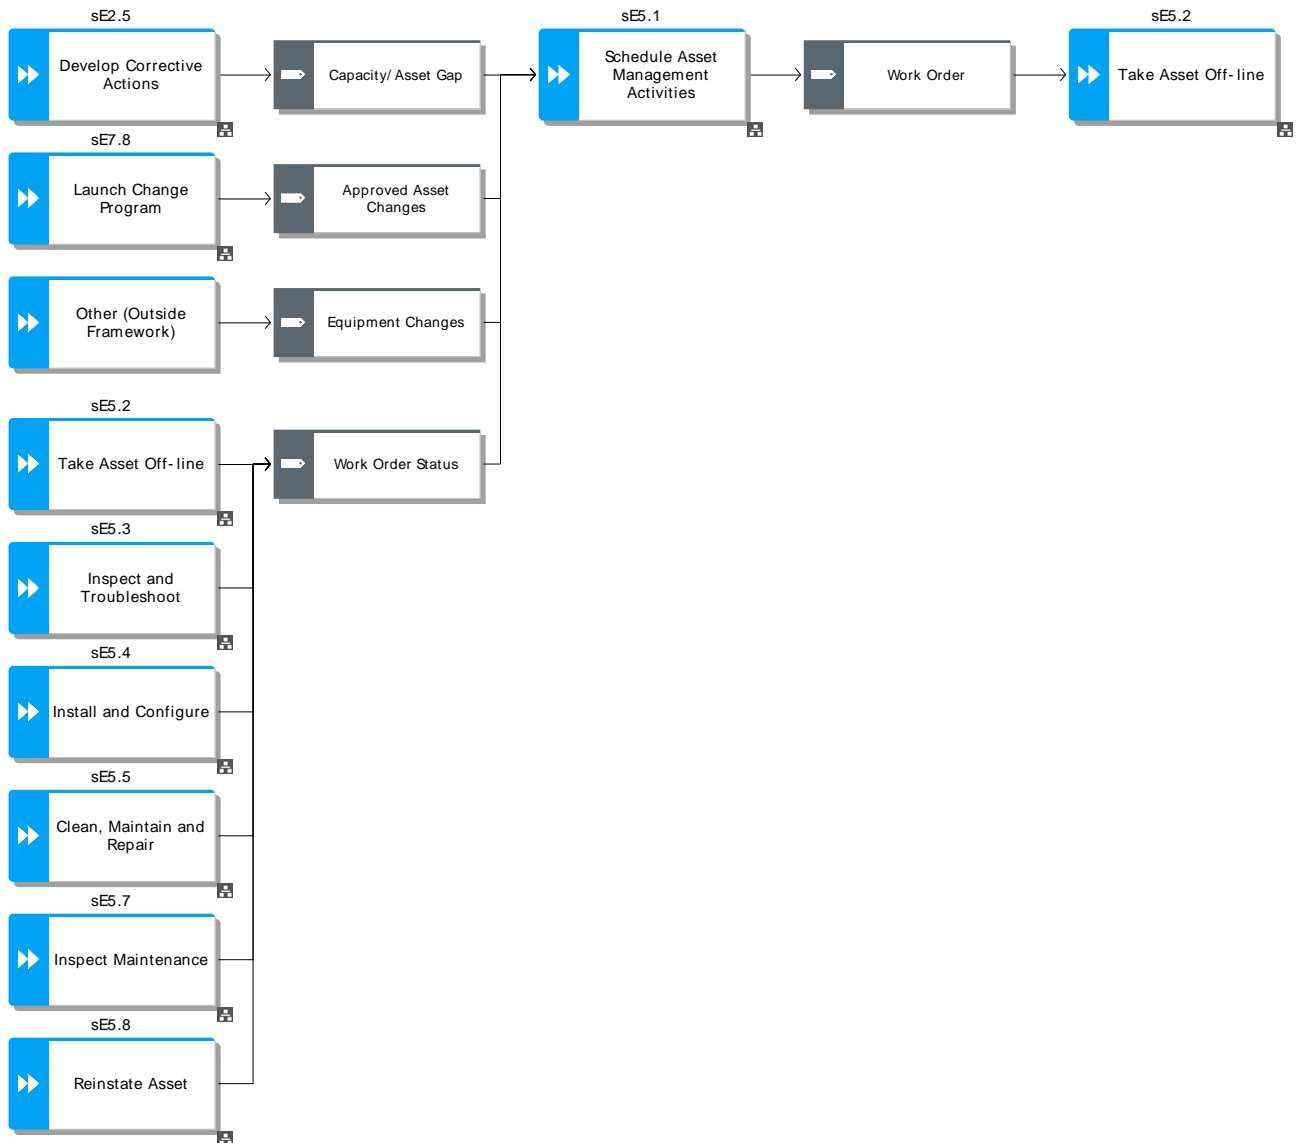 sE2.5
Develop Corrective
Actions
Capacity/ Asset Gap
sE5.1
Schedule Asset
Management
Activities
Work Order
sE5.2
Take Asset Off-line
sE7.8
Launch Change
Program
Approved Asset
Changes
Other (Outside
Framework)
Equipment Changes
sE5.2
Take Asset Off-line
Work Order Status
sE5.3
Inspect and
Troubleshoot
sE5.4
Install and Configure
sE5.5
Clean, Maintain and
Repair
sE5.7
Inspect Maintenance
sE5.8
Reinstate Asset